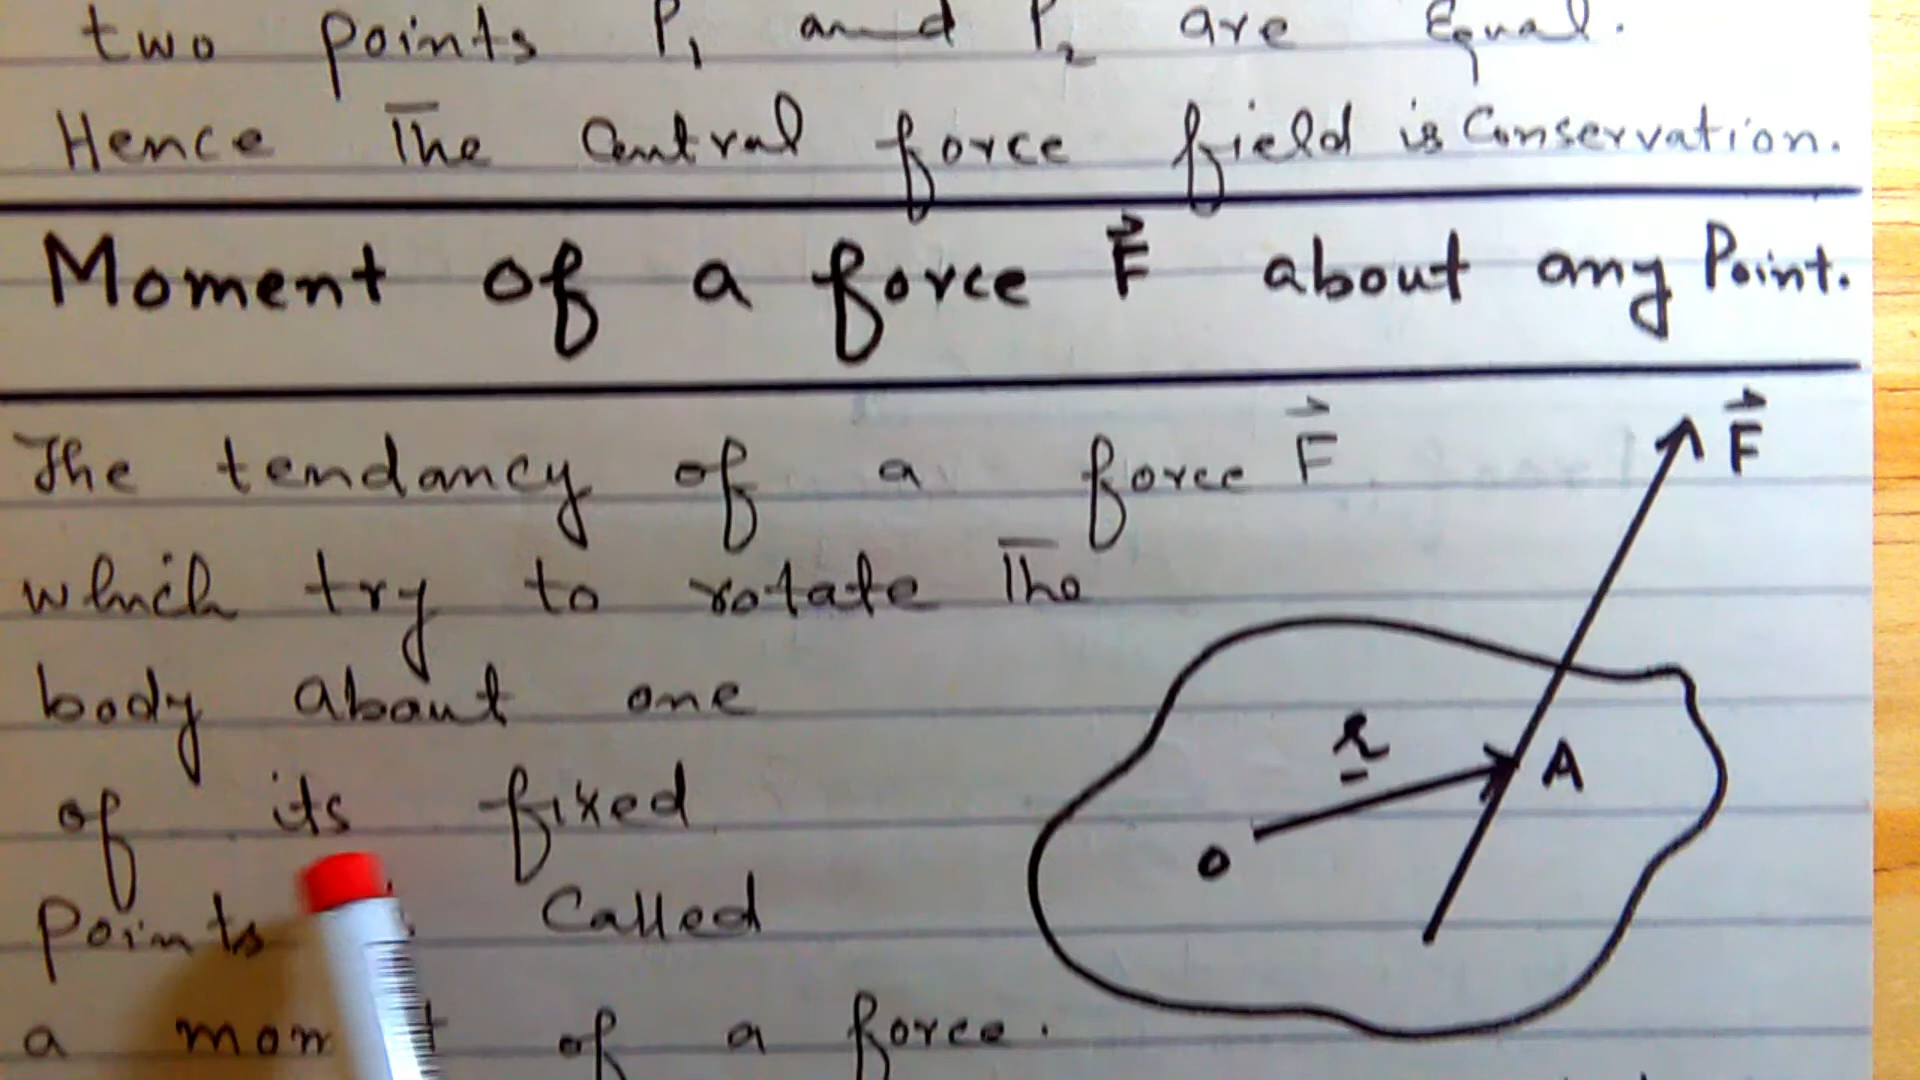 two points P₁ and P₂ are Equal.
Hence The Central force field is Conservation.
Moment of a force F⃗ about any Point.
The tendancy of a force F⃗
which try to rotate The
body about one
of its fixed
points called
a of a force.
F⃗
r
A
O